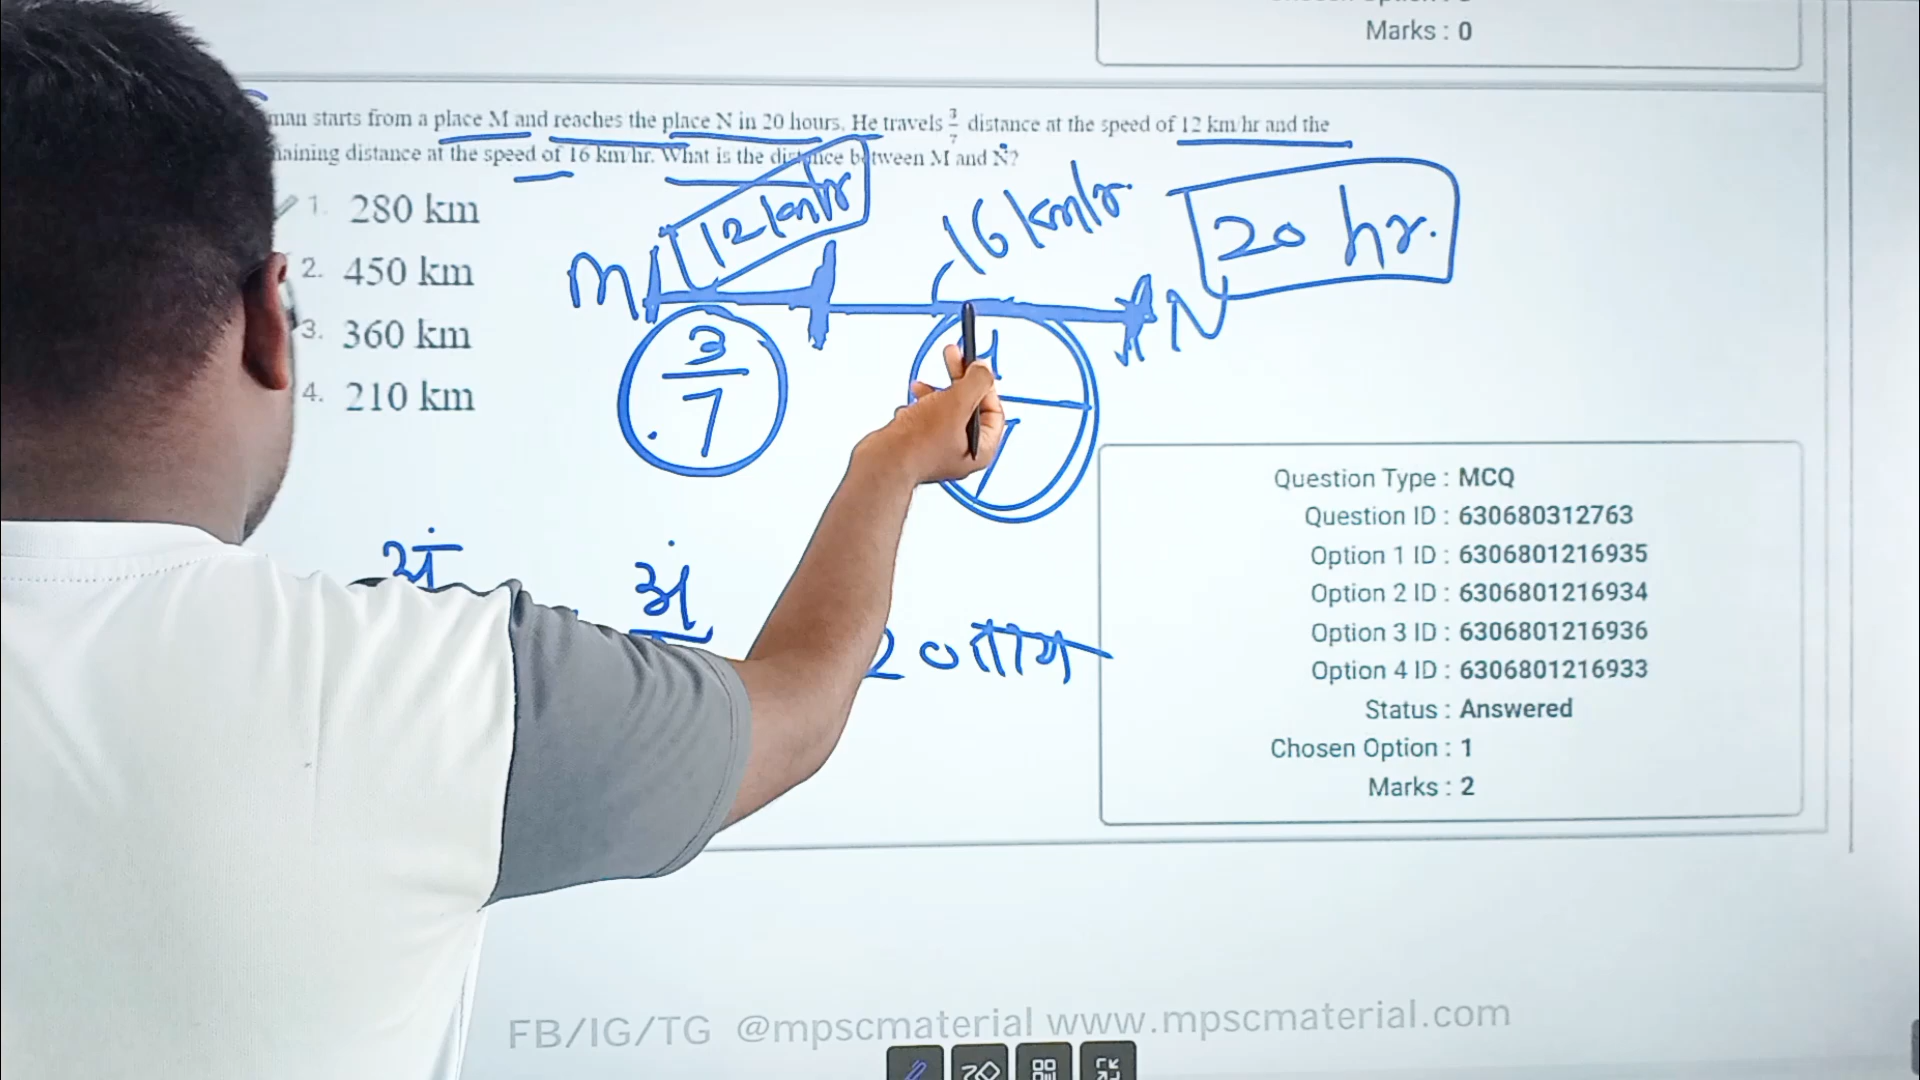 Marks : 0
man starts from a place M and reaches the place N in 20 hours. He travels 3/7 distance at the speed of 12 km/hr and the
aining distance at the speed of 16 km/hr. What is the distance between M and N?
1. 280 km
2. 450 km
3. 360 km
4. 210 km
12 km/hr
16 km/hr.
20 hr.
M
N
3
7
4
7
अं
अं
20 तास
Question Type : MCQ
Question ID : 630680312763
Option 1 ID : 6306801216935
Option 2 ID : 6306801216934
Option 3 ID : 6306801216936
Option 4 ID : 6306801216933
Status : Answered
Chosen Option : 1
Marks : 2
FB/IG/TG @mpscmaterial www.mpscmaterial.com